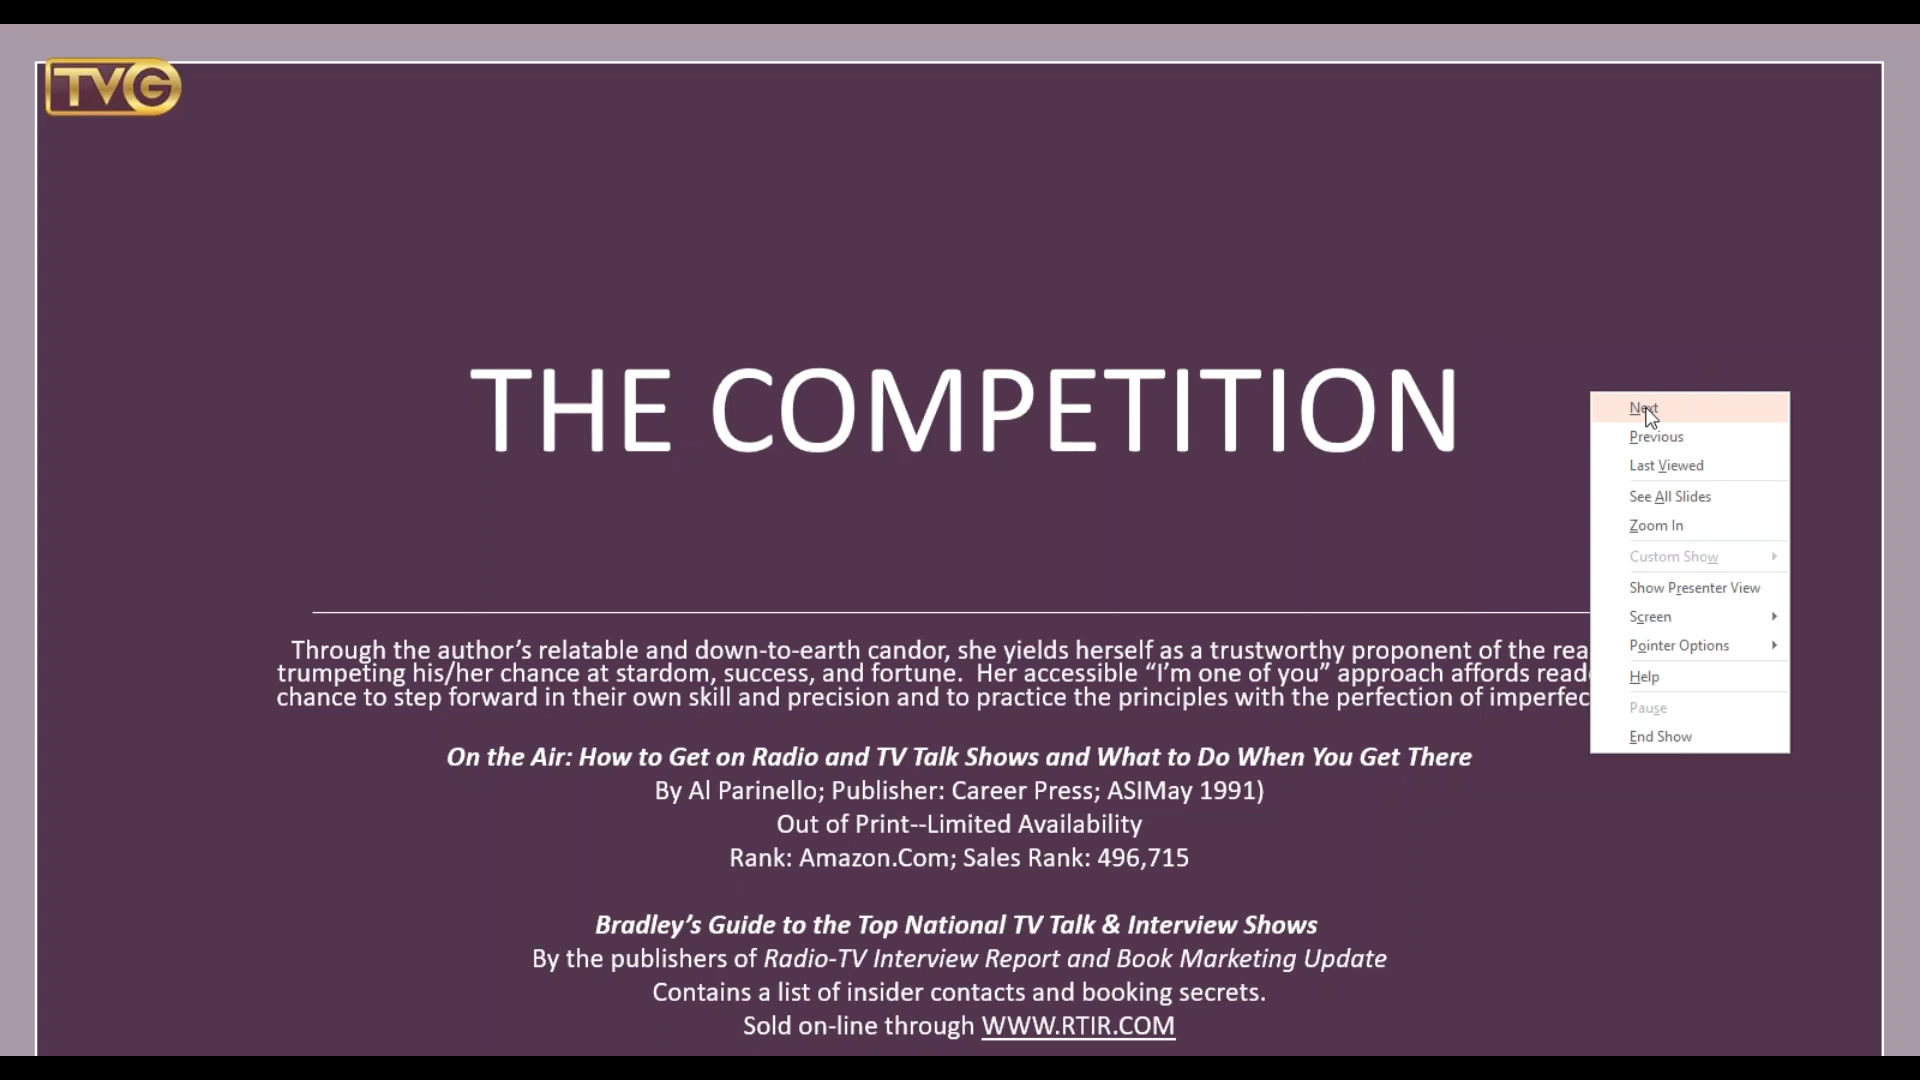 TVG
THE COMPETITION
Through the author’s relatable and down-to-earth candor, she yields herself as a trustworthy proponent of the
trumpeting his/her chance at stardom, success, and fortune.  Her accessible “I’m one of you” approach affords
chance to step forward in their own skill and precision and to practice the principles with the perfection of
On the Air: How to Get on Radio and TV Talk Shows and What to Do When You Get There
By Al Parinello; Publisher: Career Press; ASIMay 1991)
Out of Print--Limited Availability
Rank: Amazon.Com; Sales Rank: 496,715
Bradley’s Guide to the Top National TV Talk & Interview Shows
By the publishers of Radio-TV Interview Report and Book Marketing Update
Contains a list of insider contacts and booking secrets.
Sold on-line through WWW.RTIR.COM
Next
Previous
Last Viewed
See All Slides
Zoom In
Custom Show
Show Presenter View
Screen
Pointer Options
Help
Pause
End Show